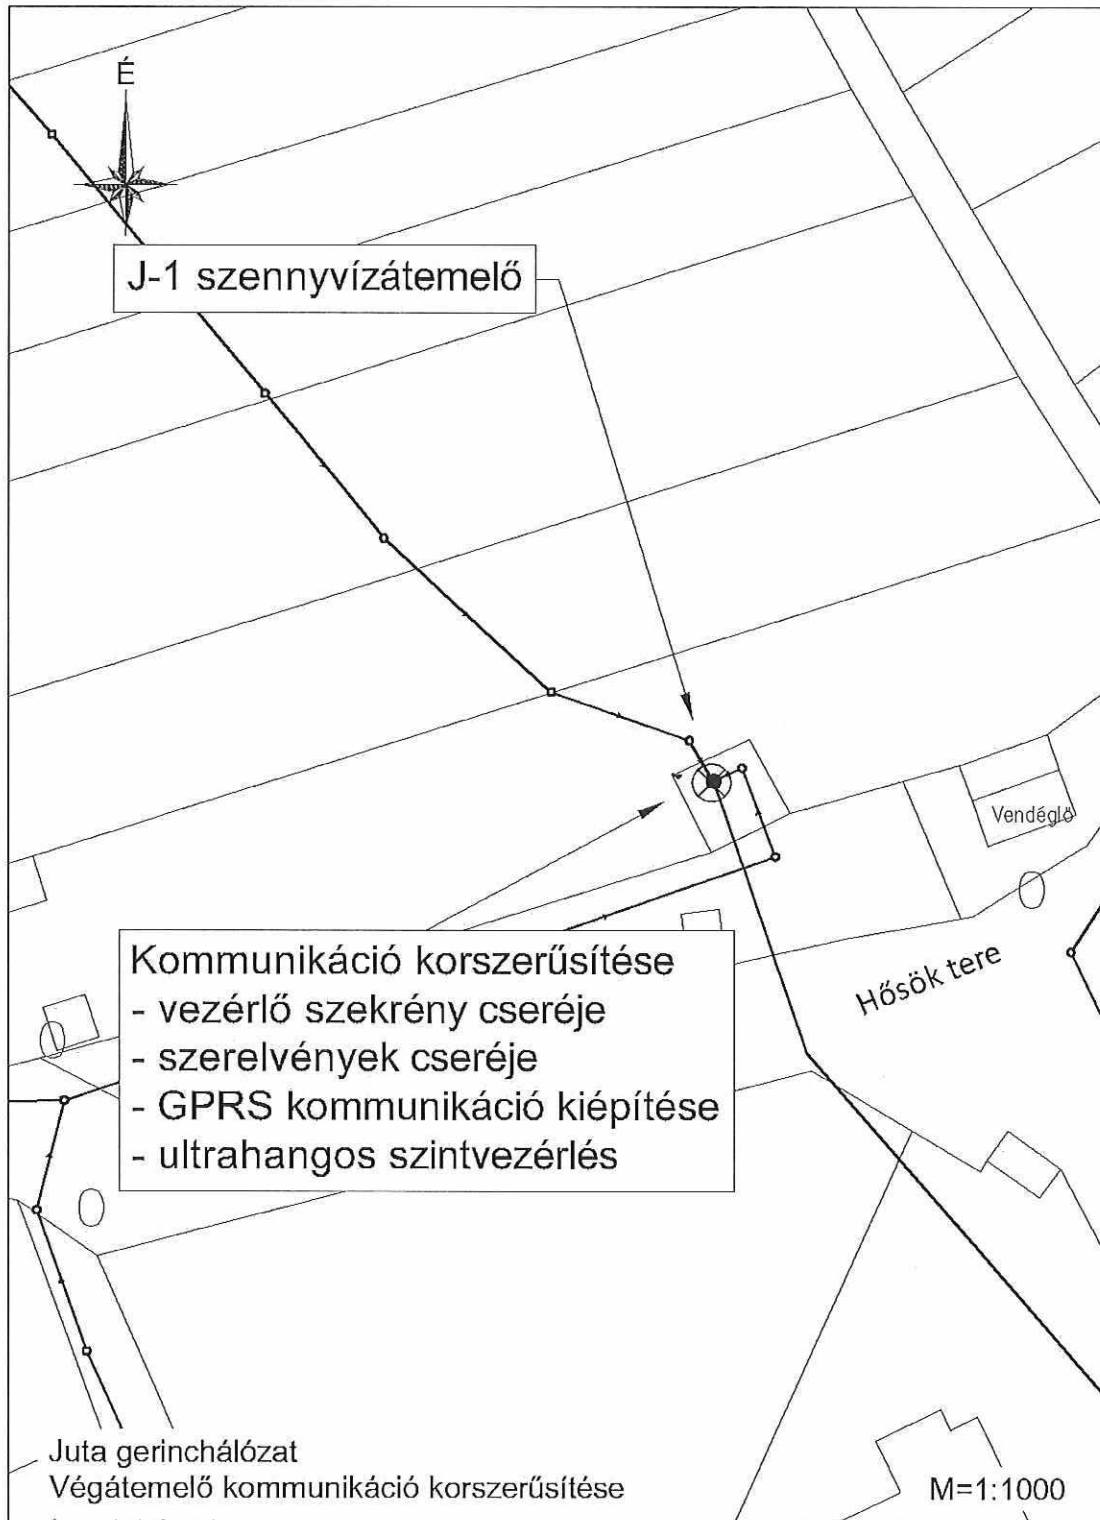 É
J-1 szennyvízátemelő
Vendéglő
Hősök tere
Kommunikáció korszerűsítése
- vezérlő szekrény cseréje
- szerelvények cseréje
- GPRS kommunikáció kiépítése
- ultrahangos szintvezérlés
Juta gerinchálózat
Végátemelő kommunikáció korszerűsítése
M=1:1000